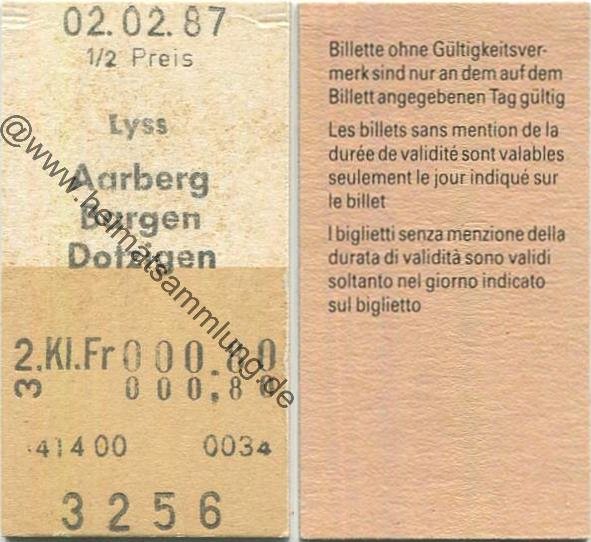 02.02.87
1/2 Preis
Lyss
Aarberg
Bürgen
Dotzigen
2.Kl.Fr 000.80
3 000,80
41400 0034
3256
@www.heimatsammlung.de
Billette ohne Gültigkeitsver-
merk sind nur an dem auf dem
Billett angegebenen Tag gültig
Les billets sans mention de la
durée de validité sont valables
seulement le jour indiqué sur
le billet
I biglietti senza menzione della
durata di validità sono validi
soltanto nel giorno indicato
sul biglietto